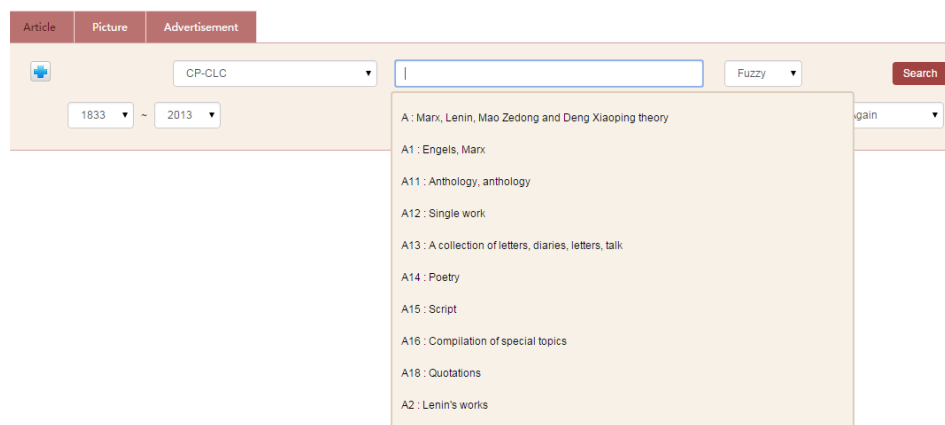 Article Picture Advertisement
CP-CLC Fuzzy Search
1833 ~ 2013 Again
A : Marx, Lenin, Mao Zedong and Deng Xiaoping theory
A1 : Engels, Marx
A11 : Anthology, anthology
A12 : Single work
A13 : A collection of letters, diaries, letters, talk
A14 : Poetry
A15 : Script
A16 : Compilation of special topics
A18 : Quotations
A2 : Lenin's works